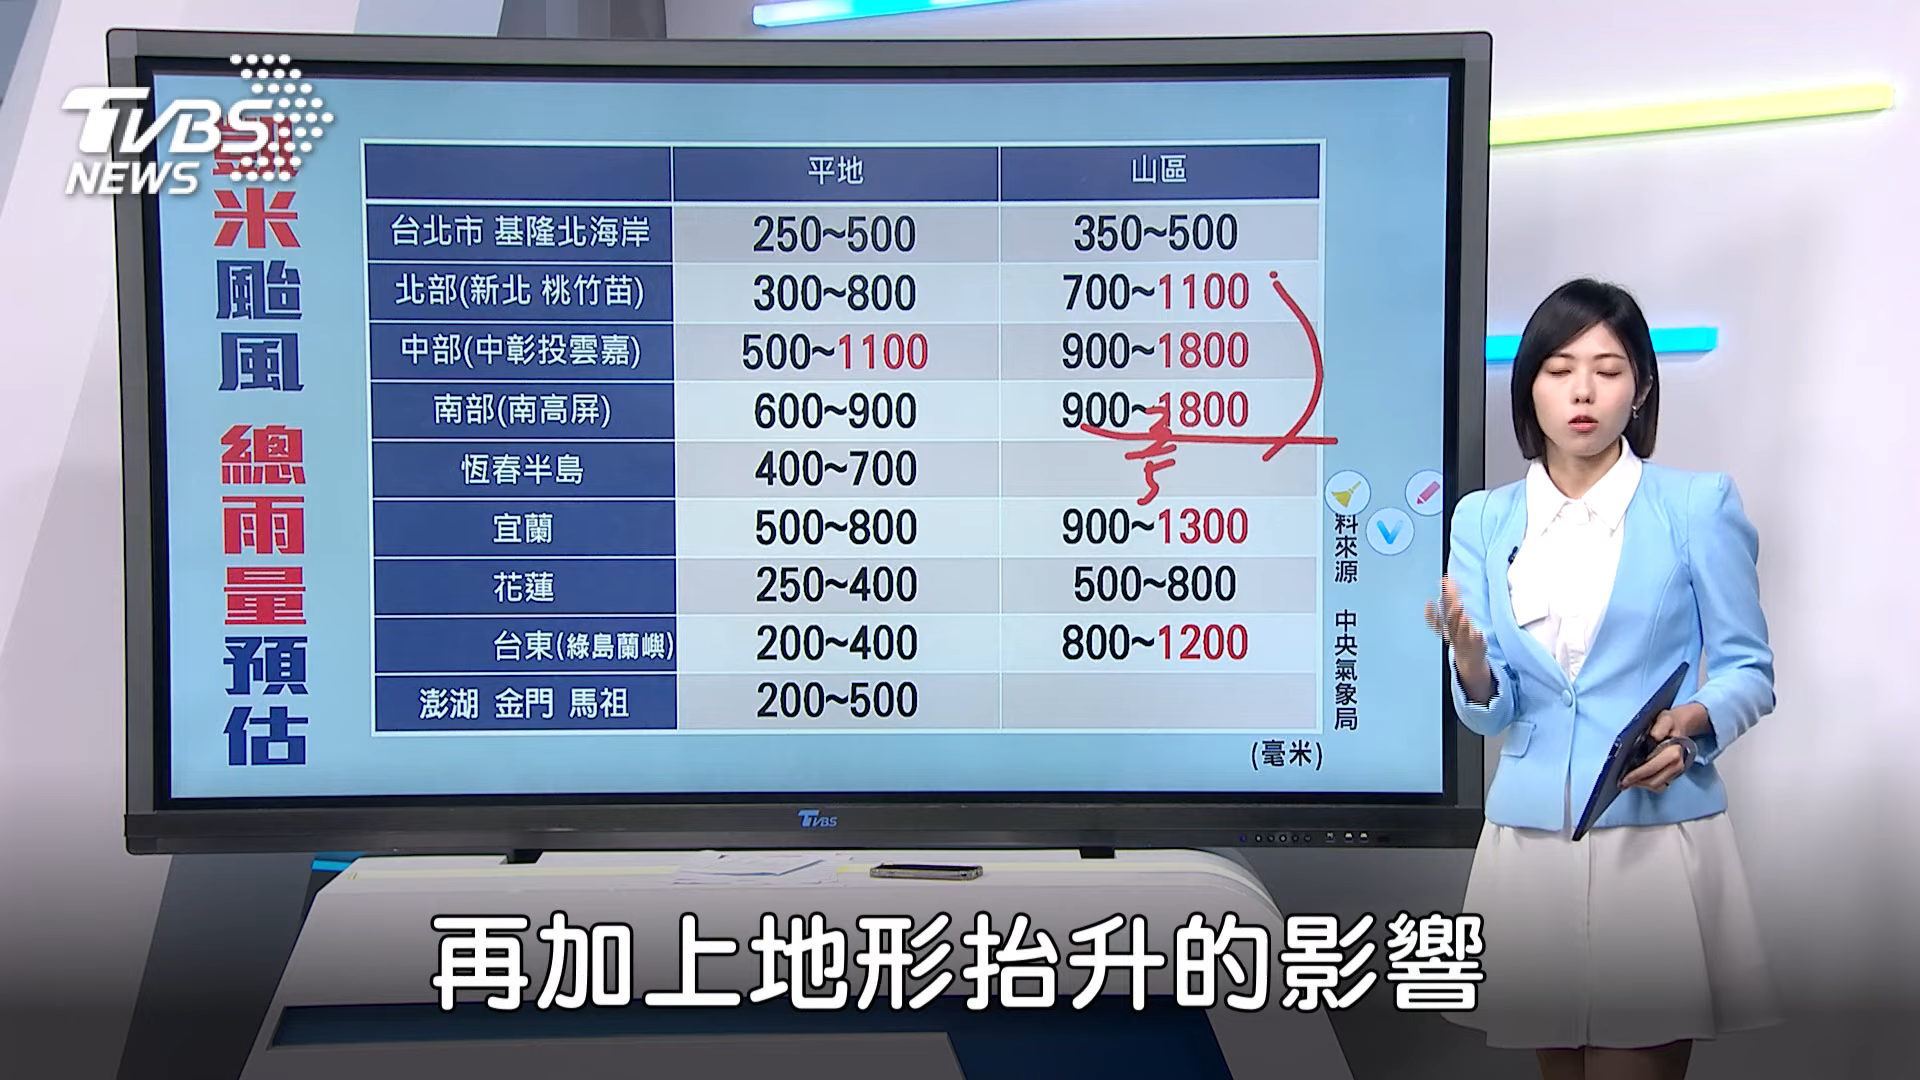 TVBS
NEWS
米颱風 總雨量預估
平地 山區
台北市 基隆北海岸 250~500 350~500
北部(新北 桃竹苗) 300~800 700~1100
中部(中彰投雲嘉) 500~1100 900~1800
南部(南高屏) 600~900 900~1800
恆春半島 400~700
宜蘭 500~800 900~1300
花蓮 250~400 500~800
台東(綠島蘭嶼) 200~400 800~1200
澎湖 金門 馬祖 200~500
(毫米)
料來源 中央氣象局
TVBS
再加上地形抬升的影響